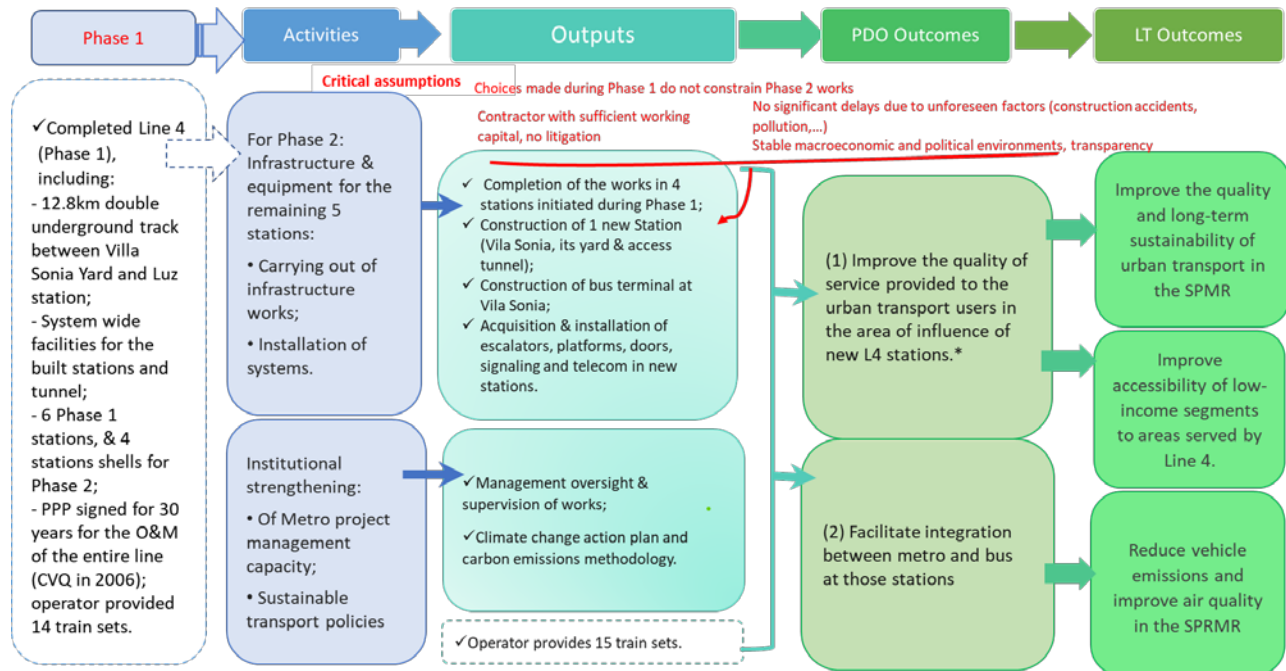 Phase 1
Activities
Outputs
PDO Outcomes
LT Outcomes
Critical assumptions
Choices made during Phase 1 do not constrain Phase 2 works
Contractor with sufficient working
capital, no litigation
No significant delays due to unforeseen factors (construction accidents,
pollution,...)
Stable macroeconomic and political environments, transparency
✓Completed Line 4
(Phase 1),
including:
- 12.8km double
underground track
between Villa
Sonia Yard and Luz
station;
- System wide
facilities for the
built stations and
tunnel;
- 6 Phase 1
stations, & 4
stations shells for
Phase 2;
- PPP signed for 30
years for the O&M
of the entire line
(CVQ in 2006);
operator provided
14 train sets.
For Phase 2:
Infrastructure &
equipment for the
remaining 5
stations:
• Carrying out of
infrastructure
works;
• Installation of
systems.
Institutional
strengthening:
• Of Metro project
management
capacity;
• Sustainable
transport policies
✓ Completion of the works in 4
stations initiated during Phase 1;
✓ Construction of 1 new Station
(Vila Sonia, its yard & access
tunnel);
✓ Construction of bus terminal at
Vila Sonia;
✓ Acquisition & installation of
escalators, platforms, doors,
signaling and telecom in new
stations.
✓Management oversight &
supervision of works;
✓Climate change action plan and
carbon emissions methodology.
✓Operator provides 15 train sets.
(1) Improve the quality of
service provided to the
urban transport users in
the area of influence of
new L4 stations.*
(2) Facilitate integration
between metro and bus
at those stations
Improve the quality
and long-term
sustainability of
urban transport in
the SPMR
Improve
accessibility of low-
income segments
to areas served by
Line 4.
Reduce vehicle
emissions and
improve air quality
in the SPRMR